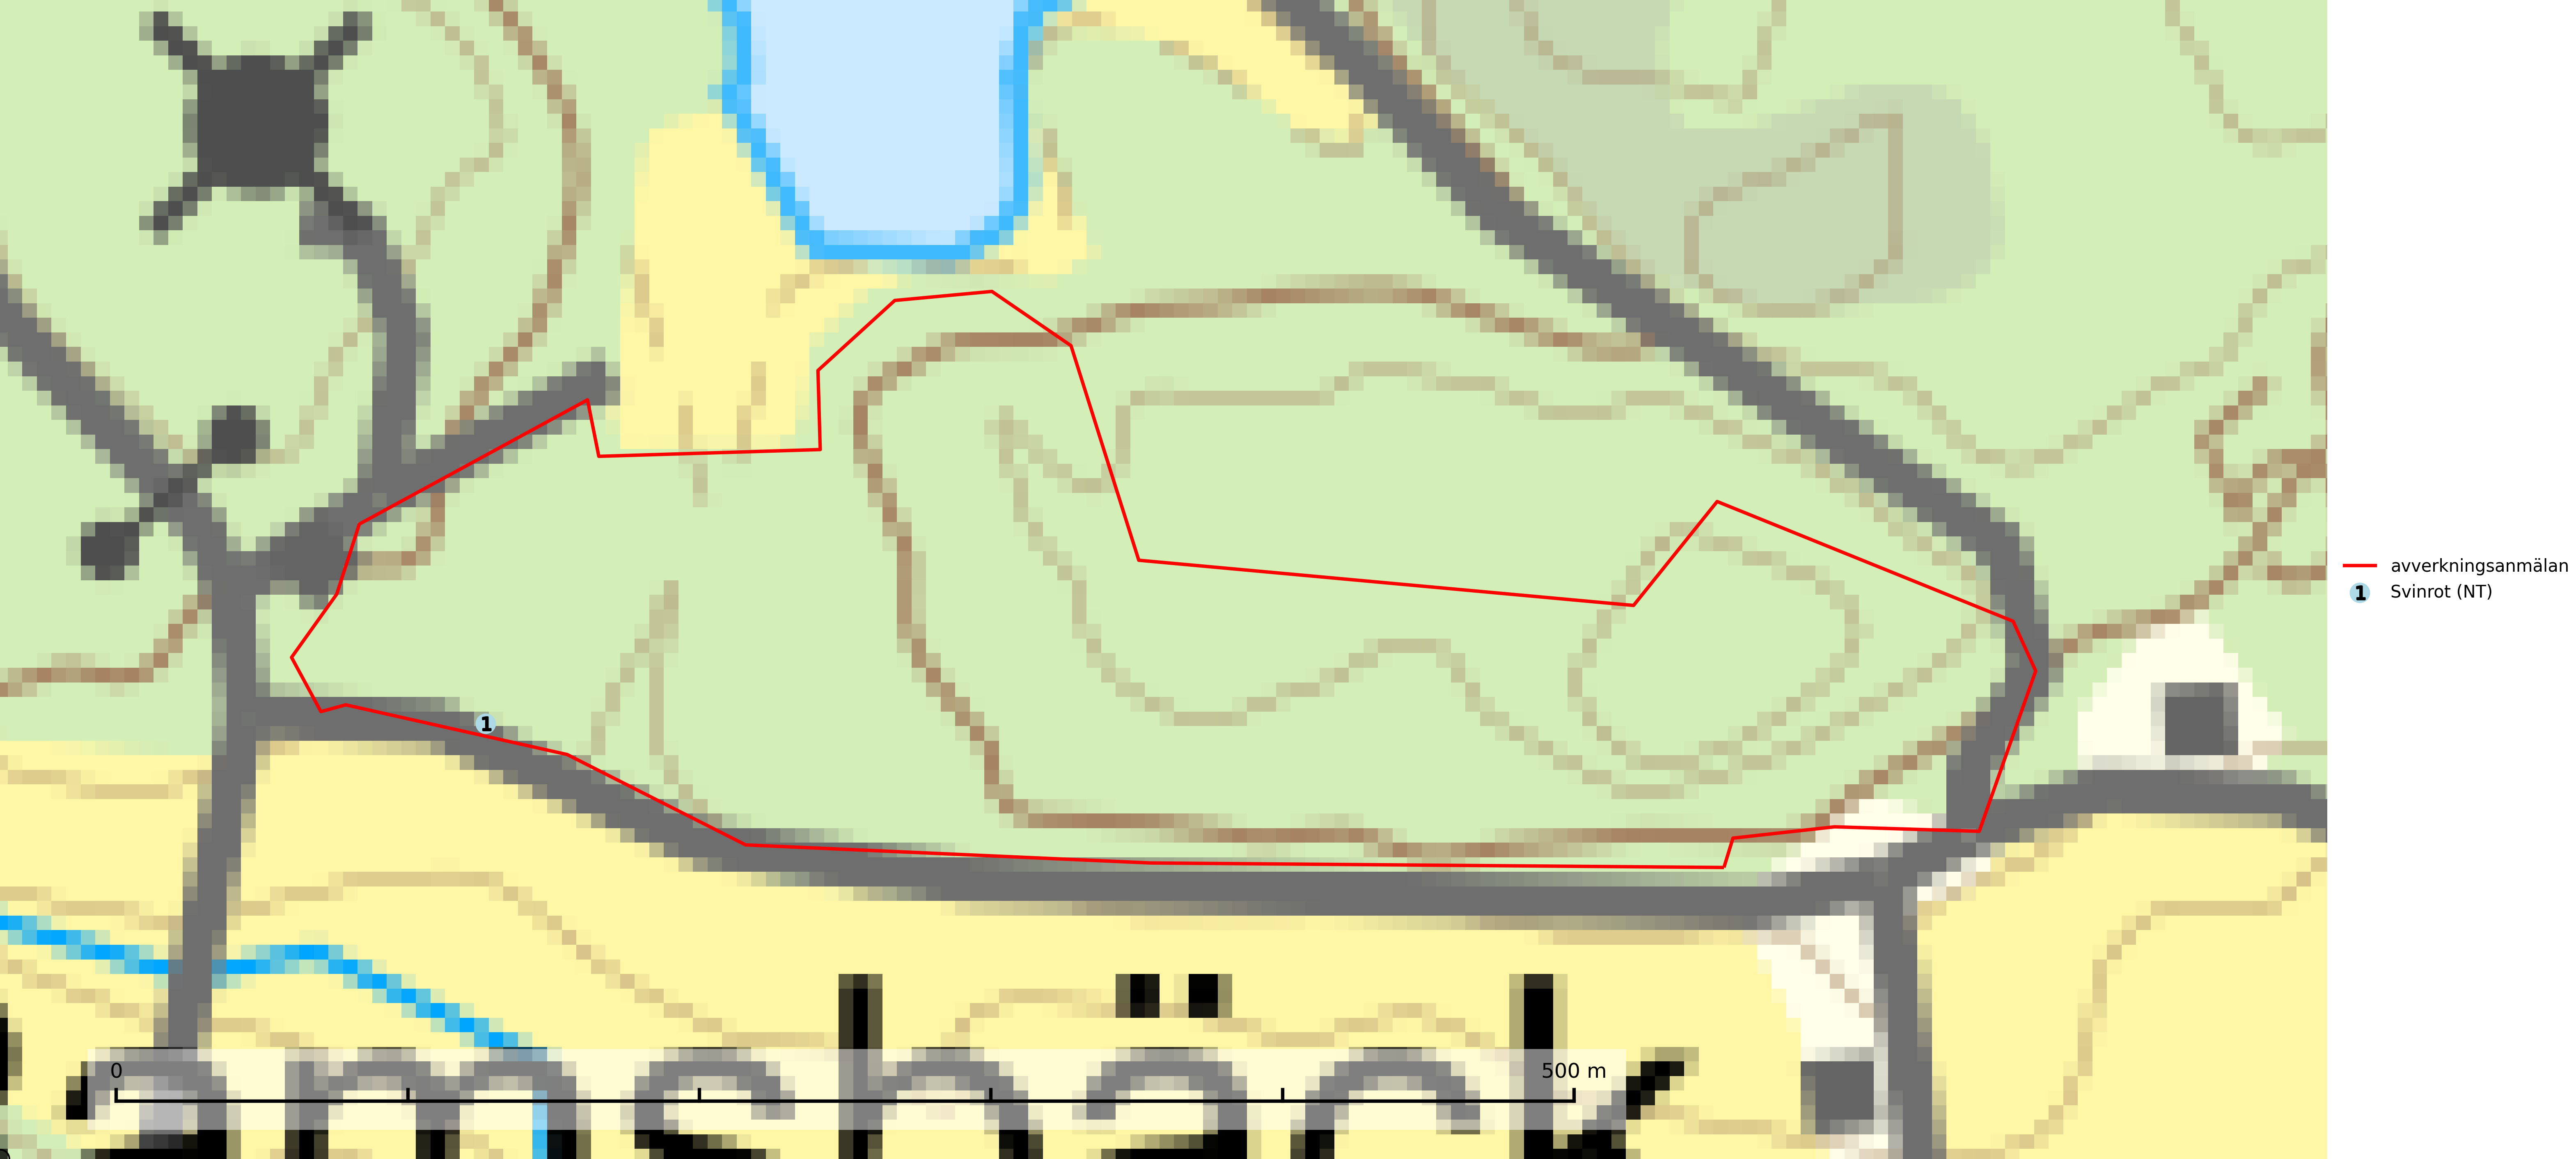 avverkningsanmälan
1 Svinrot (NT)
1
0 500 m